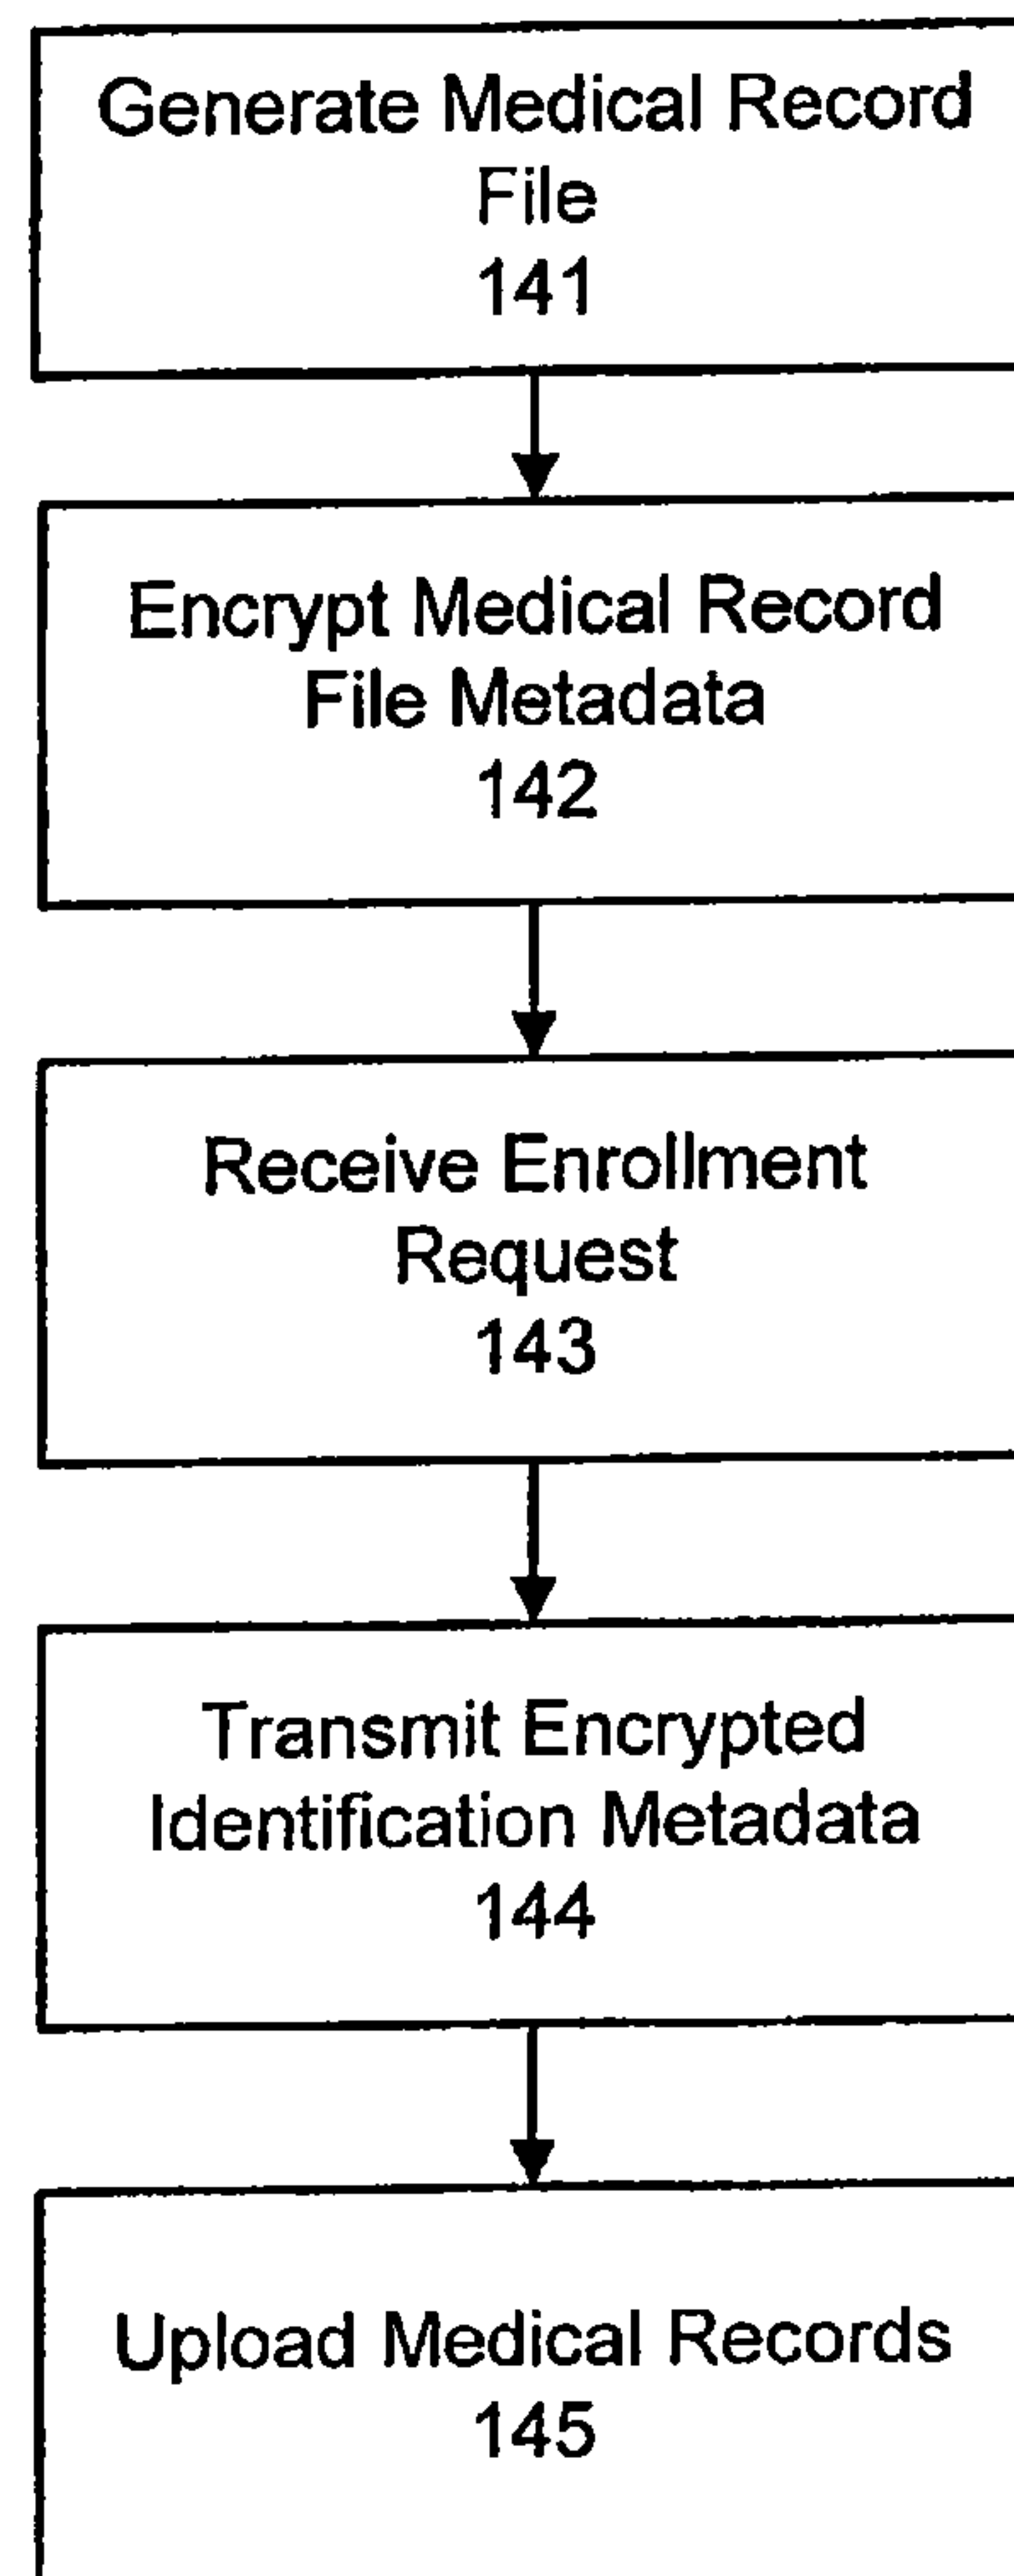 Generate Medical Record
File
141
Encrypt Medical Record
File Metadata
142
Receive Enrollment
Request
143
Transmit Encrypted
Identification Metadata
144
Upload Medical Records
145